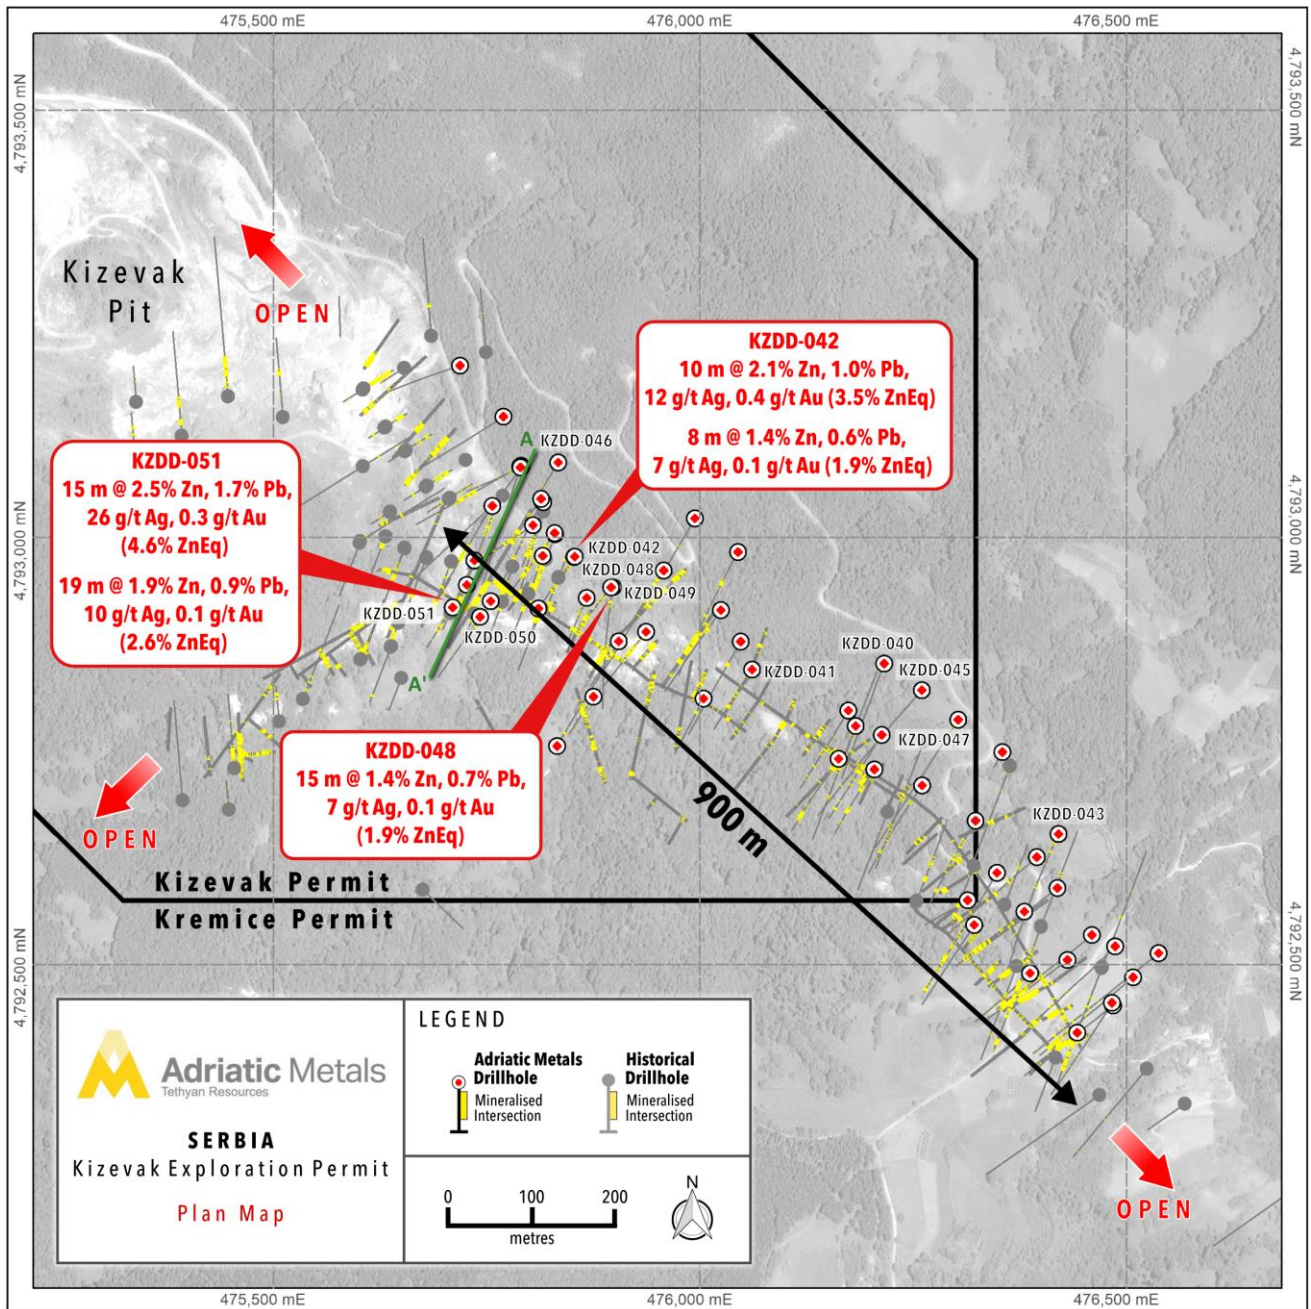 475,500 mE
476,000 mE
476,500 mE
4,793,500 mN
4,793,500 mN
Kizevak
Pit
OPEN
KZDD-042
10 m @ 2.1% Zn, 1.0% Pb,
12 g/t Ag, 0.4 g/t Au (3.5% ZnEq)
8 m @ 1.4% Zn, 0.6% Pb,
7 g/t Ag, 0.1 g/t Au (1.9% ZnEq)
A
KZDD-046
KZDD-051
15 m @ 2.5% Zn, 1.7% Pb,
26 g/t Ag, 0.3 g/t Au
(4.6% ZnEq)
19 m @ 1.9% Zn, 0.9% Pb,
10 g/t Ag, 0.1 g/t Au
(2.6% ZnEq)
4,793,000 mN
4,793,000 mN
KZDD-042
KZDD-048
KZDD-049
KZDD-051
KZDD-050
KZDD-040
KZDD-041
KZDD-045
A'
KZDD-047
KZDD-048
15 m @ 1.4% Zn, 0.7% Pb,
7 g/t Ag, 0.1 g/t Au
(1.9% ZnEq)
900 m
OPEN
KZDD-043
Kizevak Permit
Kremice Permit
4,792,500 mN
4,792,500 mN
Adriatic Metals
Tethyan Resources
SERBIA
Kizevak Exploration Permit
Plan Map
LEGEND
Adriatic Metals
Drillhole
Mineralised
Intersection
Historical
Drillhole
Mineralised
Intersection
0 100 200
metres
N
OPEN
475,500 mE
476,000 mE
476,500 mE